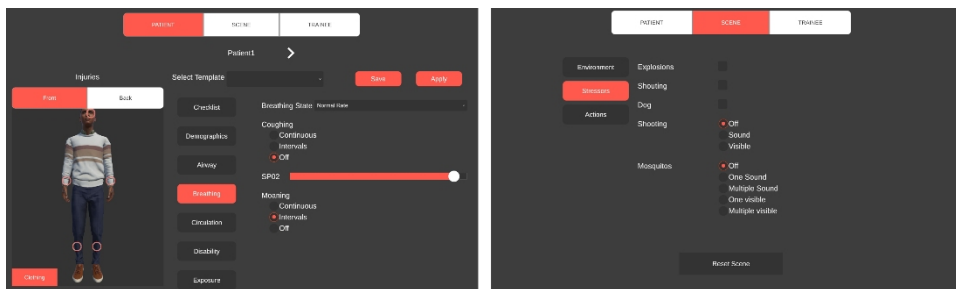 PATIENT SCENE TRAINEE
Patient1
Injuries
Select Template
Save Apply
Front Back
Checklist
Breathing State Normal Rate
Coughing
Continuous
Intervals
Off
Demographics
Airway
SP02
Breathing
Moaning
Continuous
Intervals
Off
Circulation
Disability
Exposure
Clothing
PATIENT SCENE TRAINEE
Environment
Stressors
Actions
Explosions
Shouting
Dog
Shooting
Off
Sound
Visible
Mosquitos
Off
One Sound
Multiple Sound
One visible
Multiple visible
Reset Scene